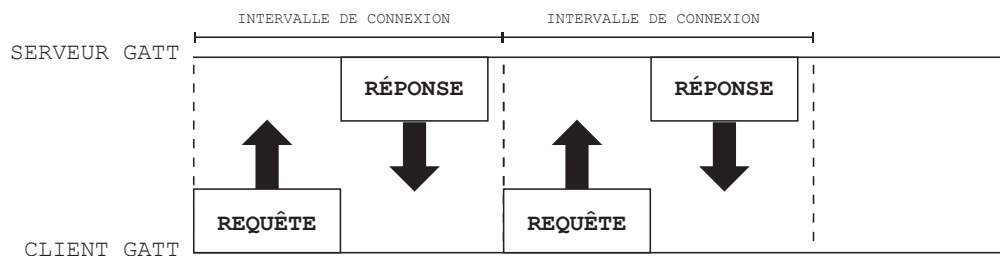 INTERVALLE DE CONNEXION
INTERVALLE DE CONNEXION
SERVEUR GATT
RÉPONSE
RÉPONSE
REQUÊTE
REQUÊTE
CLIENT GATT